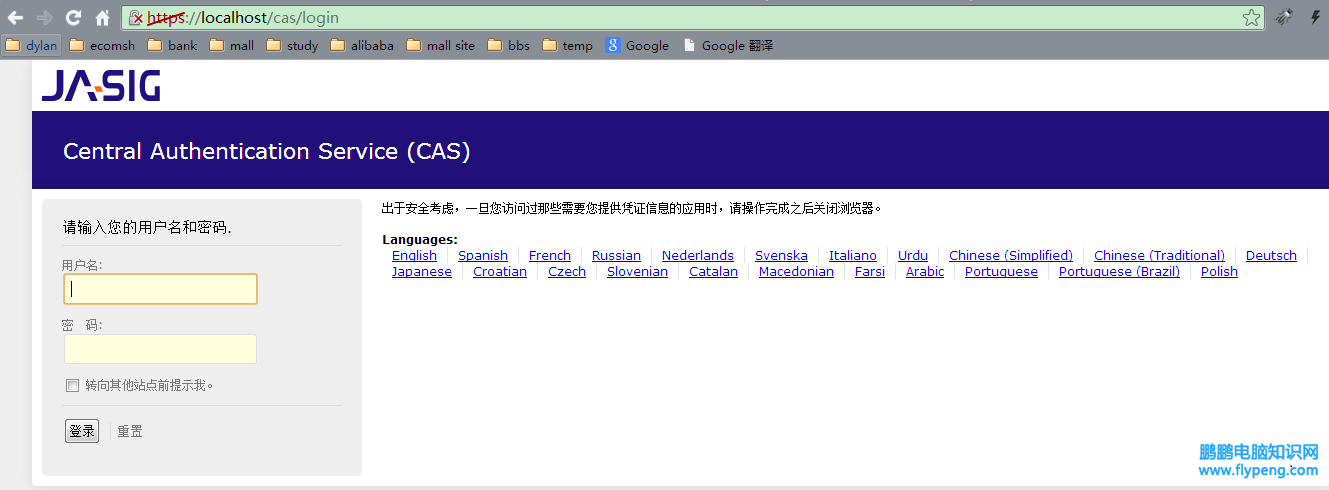 https://localhost/cas/login
dylan ecomsh bank mall study alibaba mall site bbs temp Google Google 翻译
JA-SIG
Central Authentication Service (CAS)
请输入您的用户名和密码.
用户名:
密 码:
转向其他站点前提示我。
登录 重置
出于安全考虑，一旦您访问过那些需要您提供凭证信息的应用时，请操作完成之后关闭浏览器。
Languages:
English Spanish French Russian Nederlands Svenska Italiano Urdu Chinese (Simplified) Chinese (Traditional) Deutsch
Japanese Croatian Czech Slovenian Catalan Macedonian Farsi Arabic Portuguese Portuguese (Brazil) Polish
鹏鹏电脑知识网
www.flypeng.com